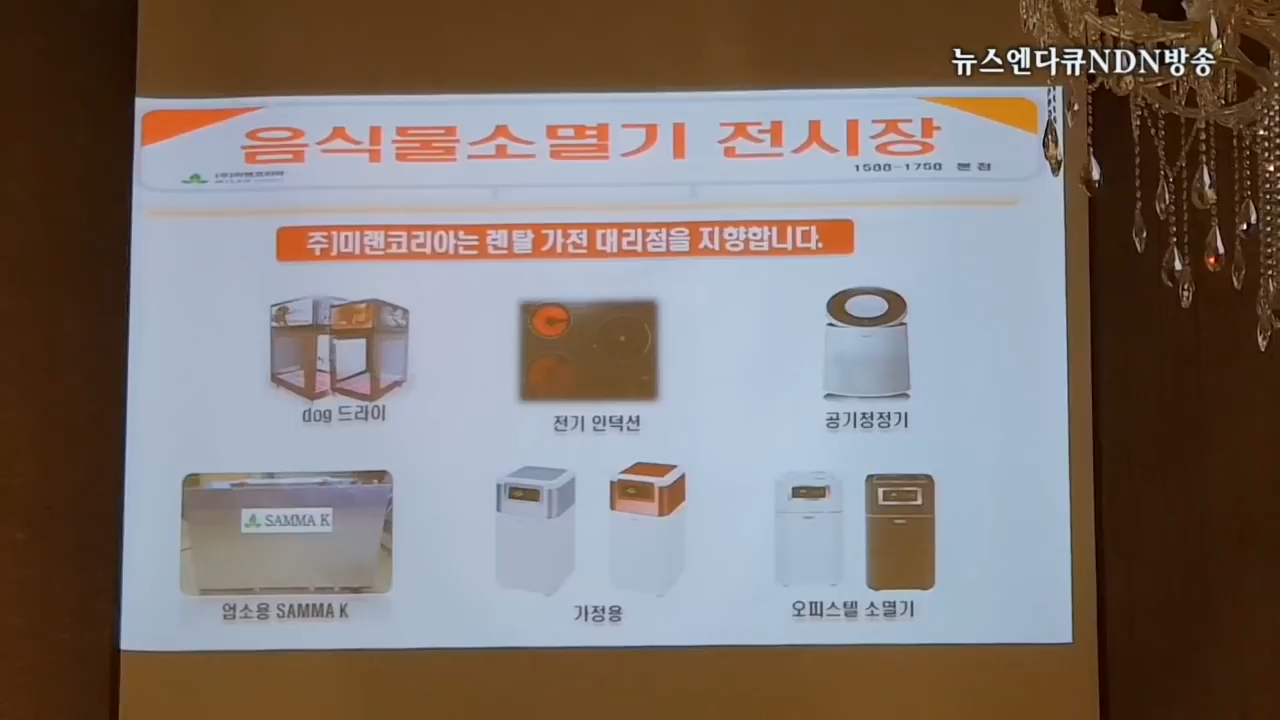 뉴스엔다큐NDN방송
음식물소멸기 전시장
1500-1750 본점
주]미랜코리아는 렌탈 가전 대리점을 지향합니다.
dog 드라이
전기 인덕션
공기청정기
SAMMA K
업소용 SAMMA K
가정용
오피스텔 소멸기